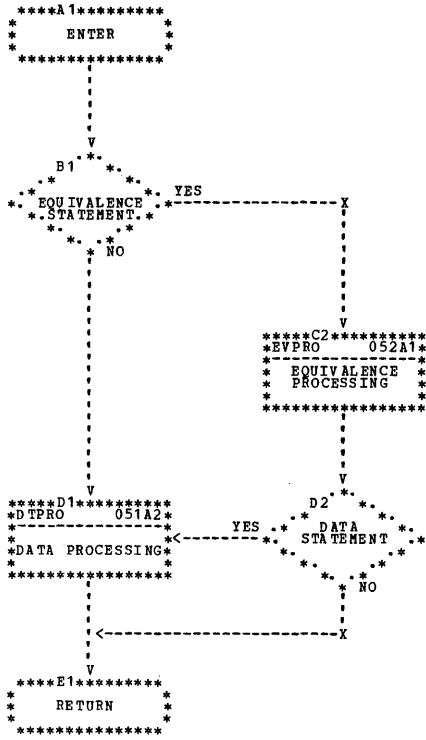 A1
ENTER
B1
EQUIVALENCE STATEMENT
YES
NO
C2
EVPRO 052A1
EQUIVALENCE
PROCESSING
D1
DTPRO 051A2
DATA PROCESSING
D2
DATA
STATEMENT
YES
NO
E1
RETURN